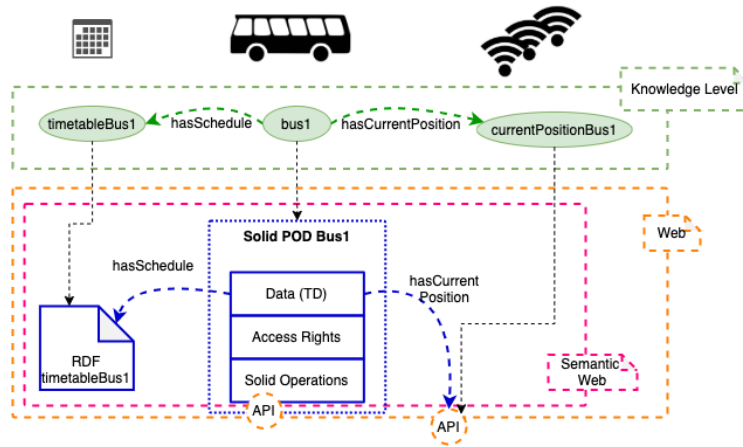 Knowledge Level
timetableBus1
hasSchedule
bus1
hasCurrentPosition
currentPositionBus1
Web
Solid POD Bus1
hasSchedule
Data (TD)
hasCurrent
Position
Access Rights
RDF
timetableBus1
Solid Operations
Semantic
Web
API
API